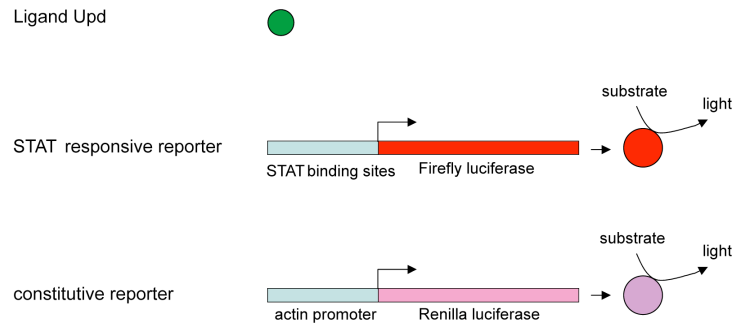 Ligand Upd
substrate
light
STAT responsive reporter
STAT binding sites
Firefly luciferase
substrate
light
constitutive reporter
actin promoter
Renilla luciferase